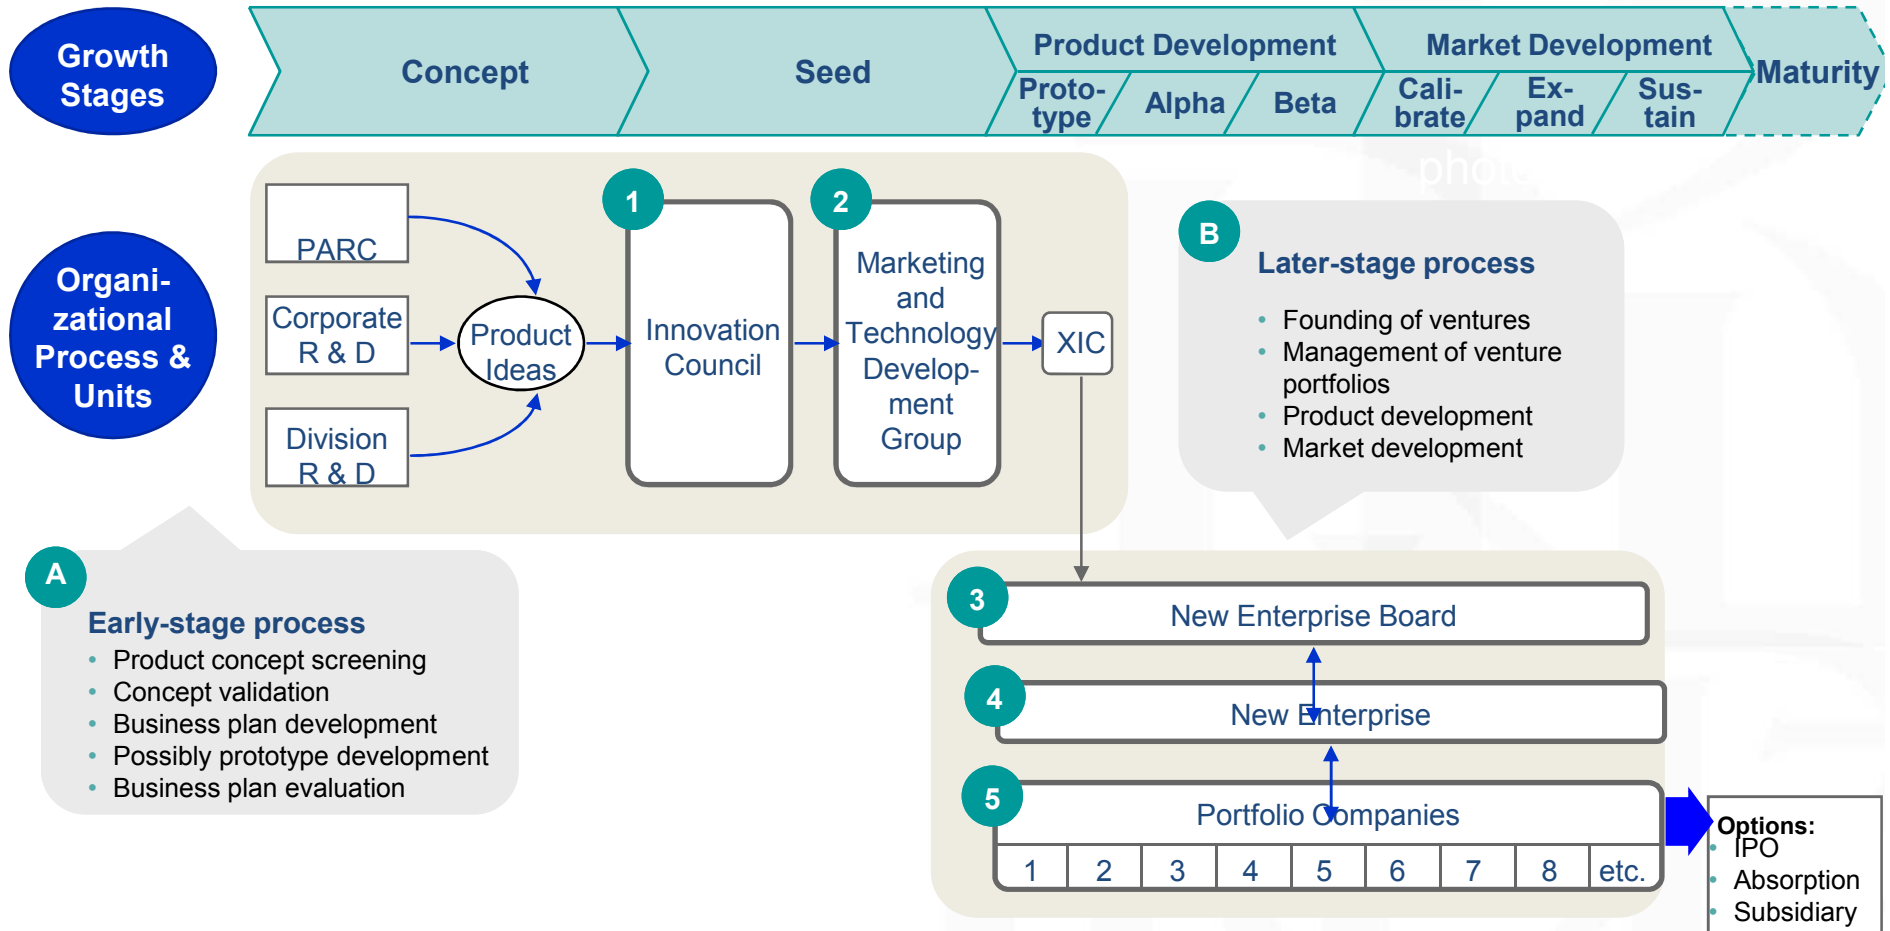 Growth
Stages
Concept
Seed
Product Development
Market Development
Maturity
Proto-
type
Alpha
Beta
Cali-
brate
Ex-
pand
Sus-
tain
Organi-
zational
Process &
Units
PARC
Corporate
R & D
Division
R & D
Product
Ideas
1
Innovation
Council
2
Marketing
and
Technology
Develop-
ment
Group
XIC
B
Later-stage process
• Founding of ventures
• Management of venture
portfolios
• Product development
• Market development
A
Early-stage process
• Product concept screening
• Concept validation
• Business plan development
• Possibly prototype development
• Business plan evaluation
3
New Enterprise Board
4
New Enterprise
5
Portfolio Companies
1 2 3 4 5 6 7 8 etc.
Options:
• IPO
• Absorption
• Subsidiary